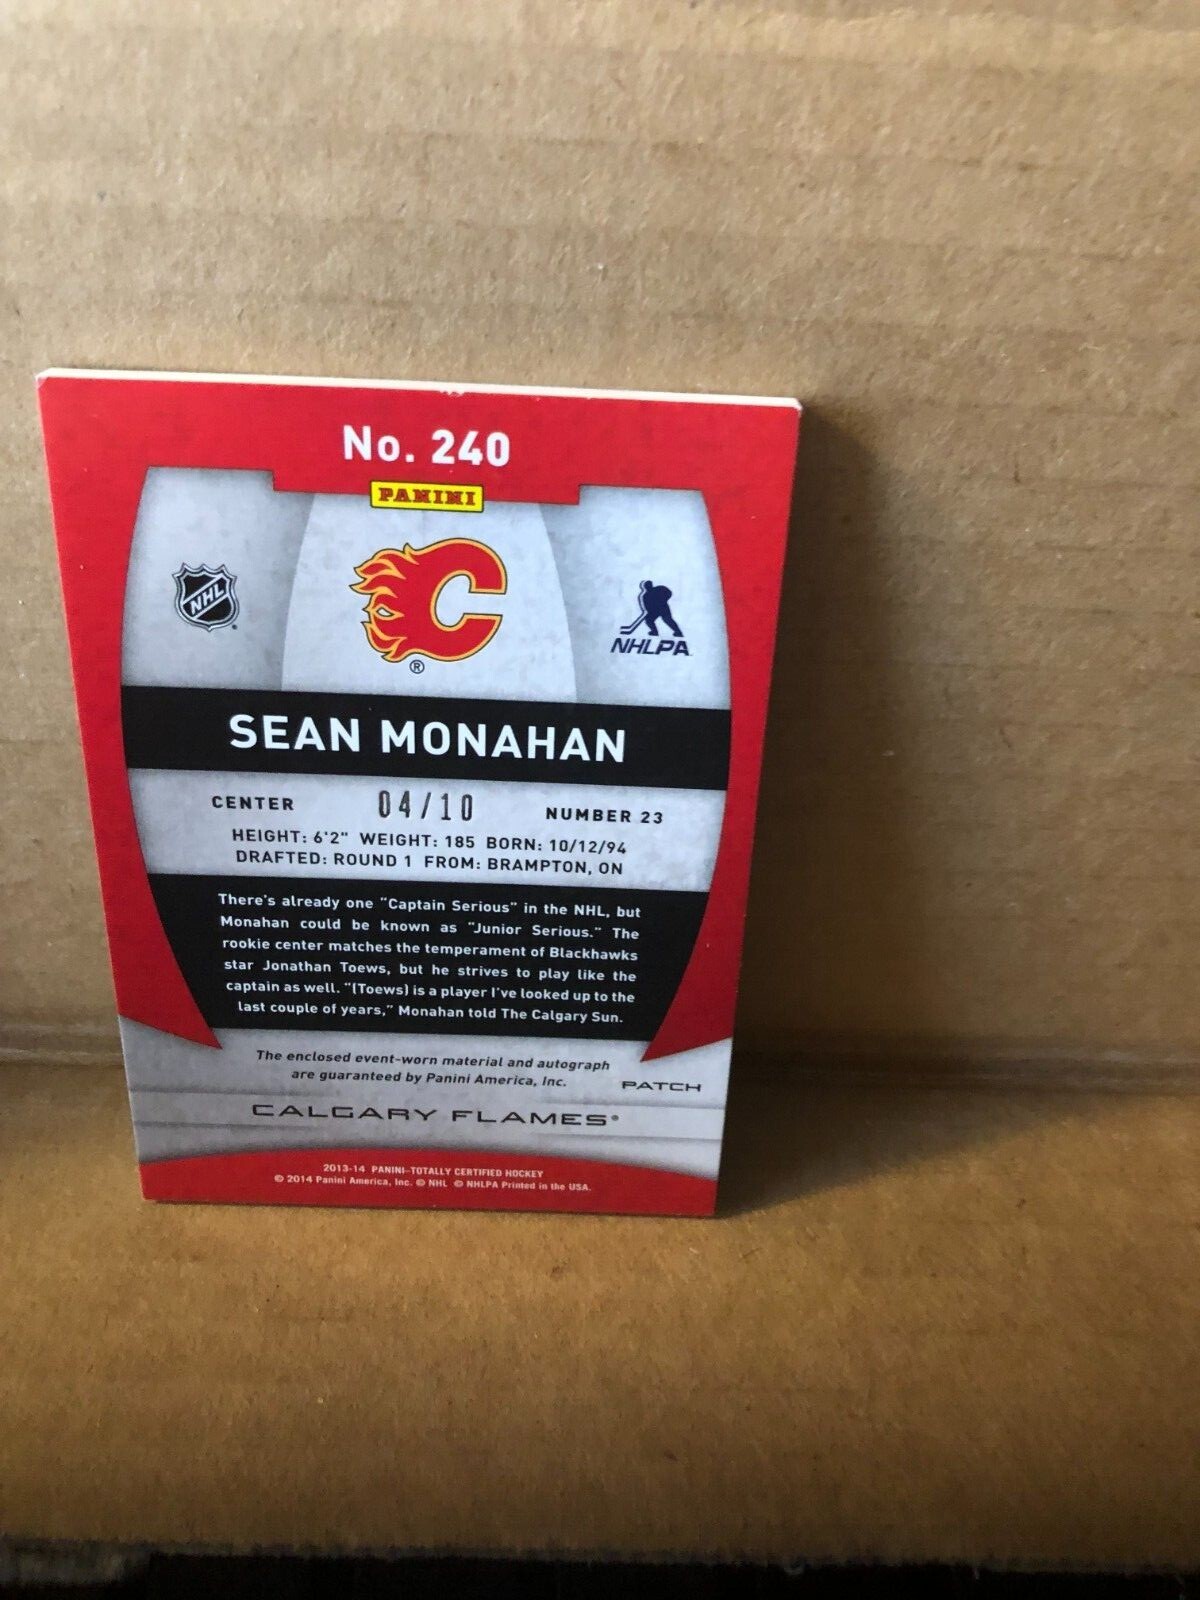 No. 240
PANINI
NHL
®
NHLPA
SEAN MONAHAN
CENTER 04/10 NUMBER 23
HEIGHT: 6'2" WEIGHT: 185 BORN: 10/12/94
DRAFTED: ROUND 1 FROM: BRAMPTON, ON
There's already one "Captain Serious" in the NHL, but
Monahan could be known as "Junior Serious." The
rookie center matches the temperament of Blackhawks
star Jonathan Toews, but he strives to play like the
captain as well. "(Toews) is a player I've looked up to the
last couple of years," Monahan told The Calgary Sun.
The enclosed event-worn material and autograph
are guaranteed by Panini America, Inc.
PATCH
CALGARY FLAMES®
2013-14 PANINI–TOTALLY CERTIFIED HOCKEY
© 2014 Panini America, Inc. © NHL © NHLPA Printed in the USA.